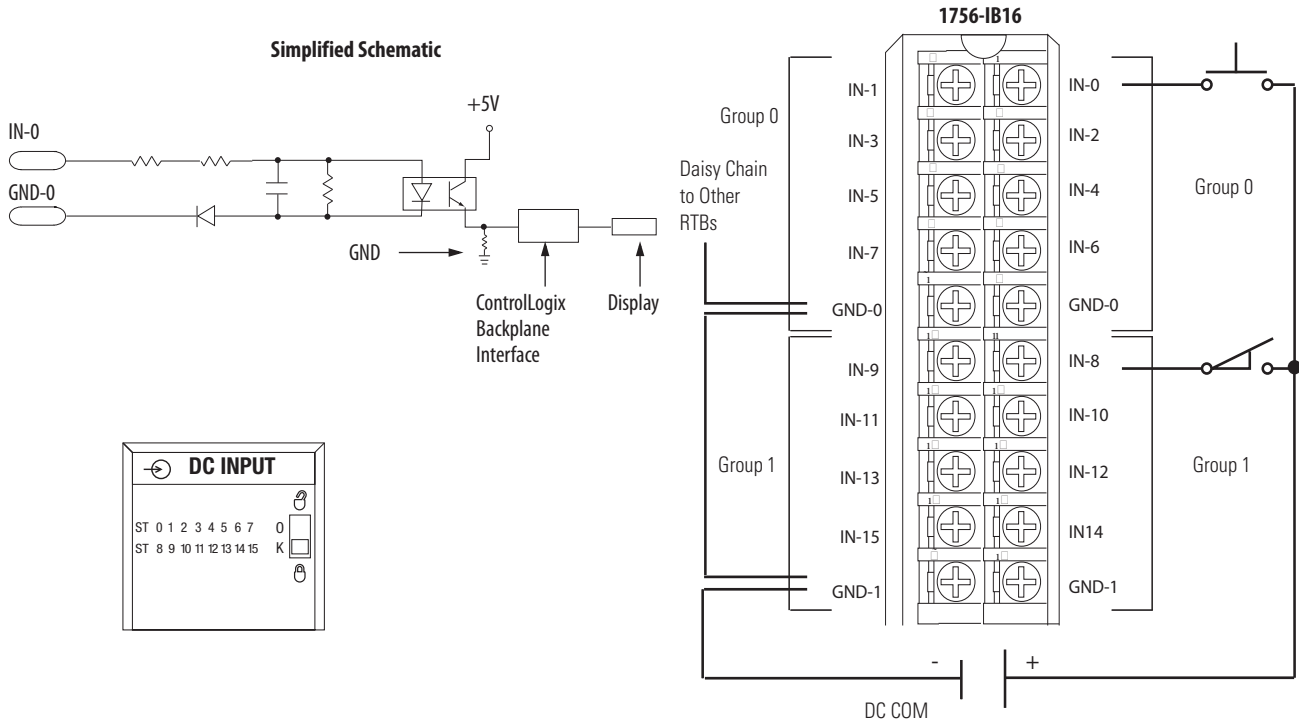 1756-IB16
Simplified Schematic
+5V
IN-0
GND-0
GND
ControlLogix
Backplane
Interface
Display
DC INPUT
ST 0 1 2 3 4 5 6 7 O
ST 8 9 10 11 12 13 14 15 K
Group 0
Daisy Chain
to Other
RTBs
Group 1
IN-1
IN-3
IN-5
IN-7
GND-0
IN-9
IN-11
IN-13
IN-15
GND-1
IN-0
IN-2
IN-4
IN-6
GND-0
IN-8
IN-10
IN-12
IN14
GND-1
Group 0
Group 1
- +
DC COM